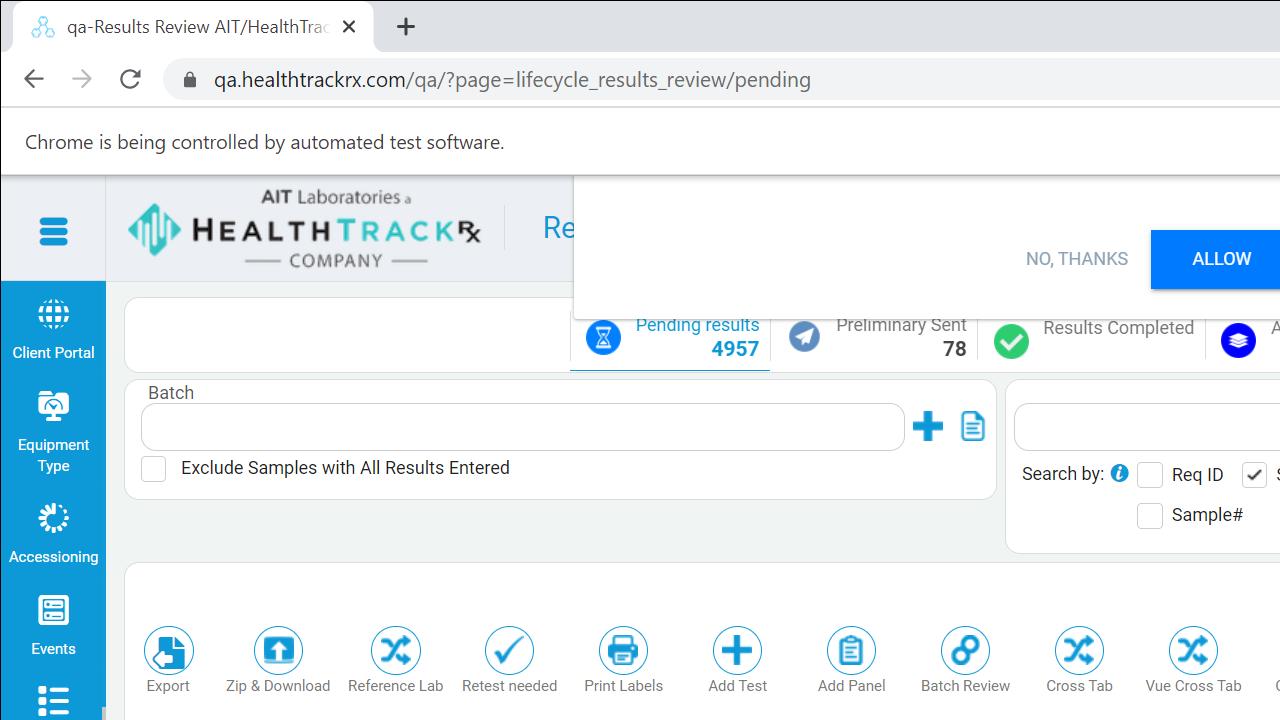 qa-Results Review AIT/HealthTrac
qa.healthtrackrx.com/qa/?page=lifecycle_results_review/pending
Chrome is being controlled by automated test software.
AIT Laboratories a
HEALTHTRACKRx
COMPANY
Re
NO, THANKS
ALLOW
Client Portal
Pending results
4957
Preliminary Sent
78
Results Completed
A
Batch
Exclude Samples with All Results Entered
Search by:
Req ID
Sample#
Equipment
Type
Accessioning
Events
Export
Zip & Download
Reference Lab
Retest needed
Print Labels
Add Test
Add Panel
Batch Review
Cross Tab
Vue Cross Tab